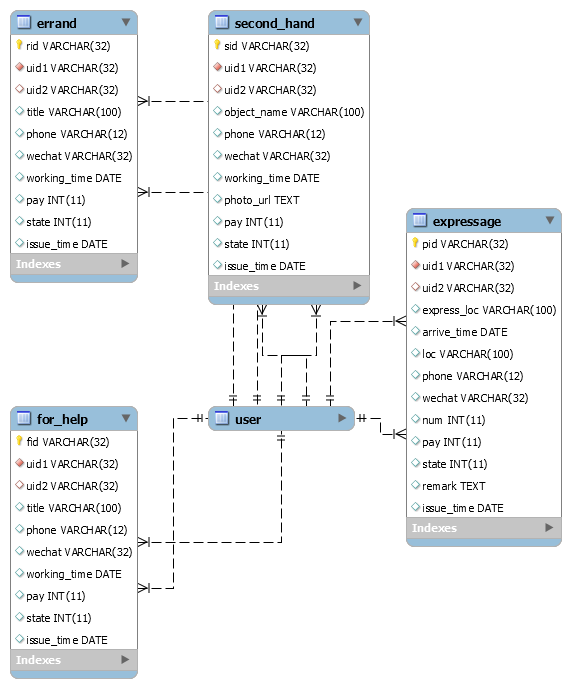 errand
rid VARCHAR(32)
uid1 VARCHAR(32)
uid2 VARCHAR(32)
title VARCHAR(100)
phone VARCHAR(12)
wechat VARCHAR(32)
working_time DATE
pay INT(11)
state INT(11)
issue_time DATE
Indexes
second_hand
sid VARCHAR(32)
uid1 VARCHAR(32)
uid2 VARCHAR(32)
object_name VARCHAR(100)
phone VARCHAR(12)
wechat VARCHAR(32)
working_time DATE
photo_url TEXT
pay INT(11)
state INT(11)
issue_time DATE
Indexes
expressage
pid VARCHAR(32)
uid1 VARCHAR(32)
uid2 VARCHAR(32)
express_loc VARCHAR(100)
arrive_time DATE
loc VARCHAR(100)
phone VARCHAR(12)
wechat VARCHAR(32)
num INT(11)
pay INT(11)
state INT(11)
remark TEXT
issue_time DATE
Indexes
for_help
fid VARCHAR(32)
uid1 VARCHAR(32)
uid2 VARCHAR(32)
title VARCHAR(100)
phone VARCHAR(12)
wechat VARCHAR(32)
working_time DATE
pay INT(11)
state INT(11)
issue_time DATE
Indexes
user